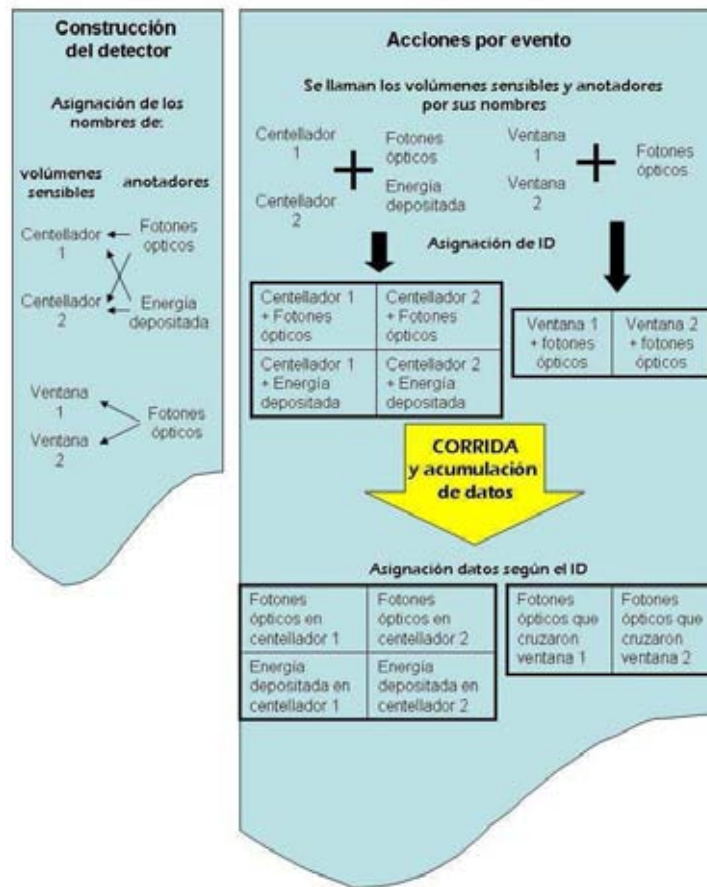 Construcción
del detector
Asignación de los
nombres de:
volúmenes
sensibles
anotadores
Centellador
1
Fotones
ópticos
Centellador
2
Energía
depositada
Ventana
1
Ventana
2
Fotones
ópticos
Acciones por evento
Se llaman los volúmenes sensibles y anotadores
por sus nombres
Centellador
1
Centellador
2
+
Fotones
ópticos
Energía
depositada
Ventana
1
Ventana
2
+
Fotones
ópticos
Asignación de ID
Centellador 1
+ Fotones
ópticos
Centellador 2
+ Fotones
ópticos
Centellador 1
+ Energía
depositada
Centellador 2
+ Energía
depositada
Ventana 1
+ fotones
ópticos
Ventana 2
+ fotones
ópticos
CORRIDA
y acumulación
de datos
Asignación datos según el ID
Fotones
ópticos en
centellador 1
Fotones
ópticos en
centellador 2
Energía
depositada en
centellador 1
Energía
depositada en
centellador 2
Fotones
ópticos que
cruzaron
ventana 1
Fotones
ópticos que
cruzaron
ventana 2